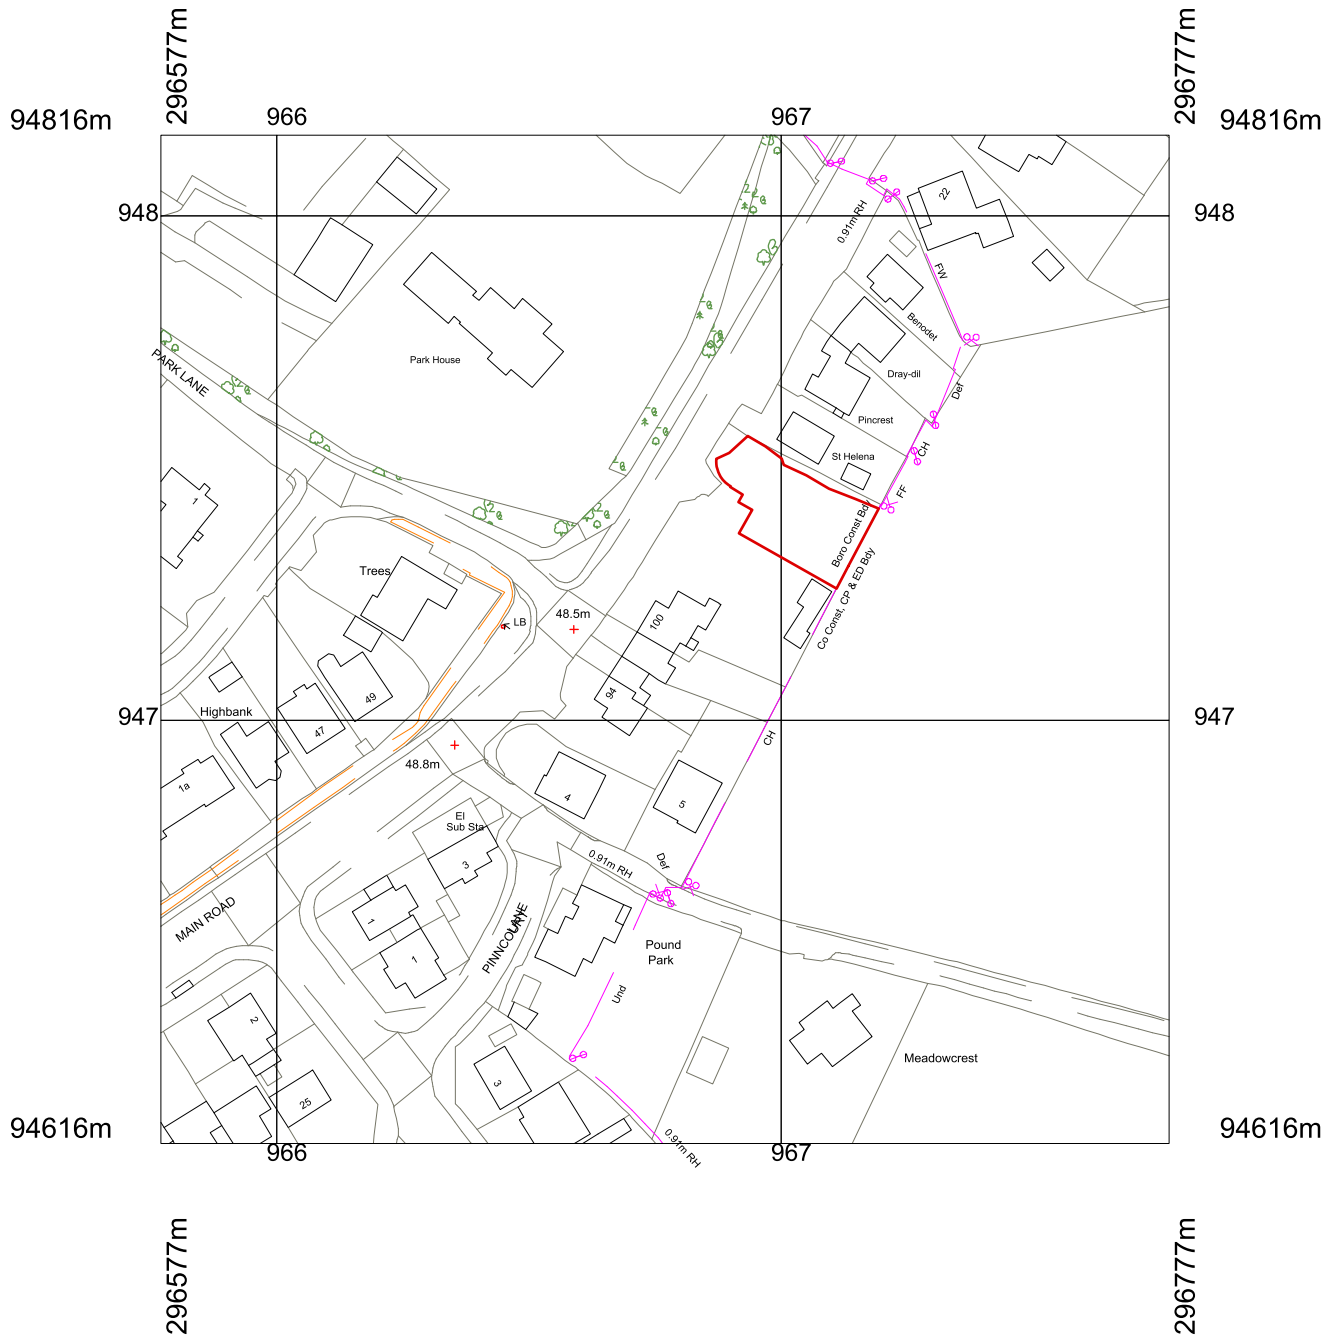 296577m
296777m
94816m
966
967
94816m
948
948
22
0.91m RH
FW
Benodet
Park House
PARK LANE
Dray-dil
Def
Pincrest
CH
St Helena
FF
1
Boro Const Bdy
Trees
Co Const, CP & ED Bdy
48.5m
LB
100
94
49
Highbank
47
947
947
CH
48.8m
1a
4
5
El
Sub Sta
3
0.91m RH
Def
MAIN ROAD
1
PINNCOURT
LANE
Pound
Park
1
Und
2
Meadowcrest
3
25
94616m
966
967
94616m
0.91m RH
296577m
296777m